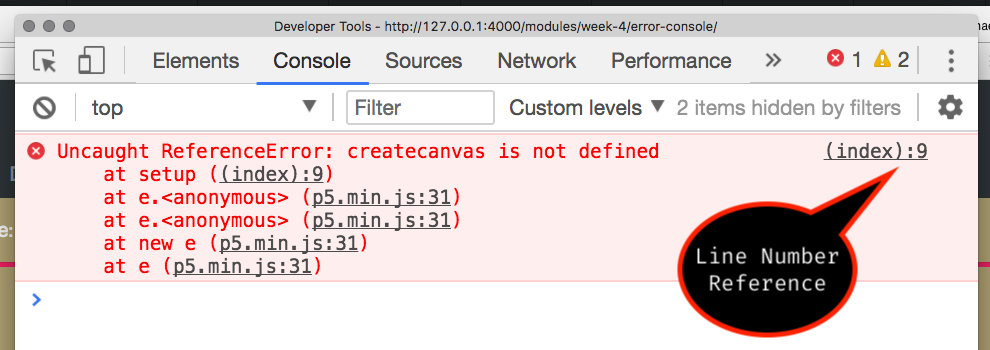 Developer Tools - http://127.0.0.1:4000/modules/week-4/error-console/
Elements Console Sources Network Performance » 1 2
top Filter Custom levels 2 items hidden by filters
Uncaught ReferenceError: createcanvas is not defined (index):9
at setup ((index):9)
at e.<anonymous> (p5.min.js:31)
at e.<anonymous> (p5.min.js:31)
at new e (p5.min.js:31)
at e (p5.min.js:31)
Line Number
Reference
>